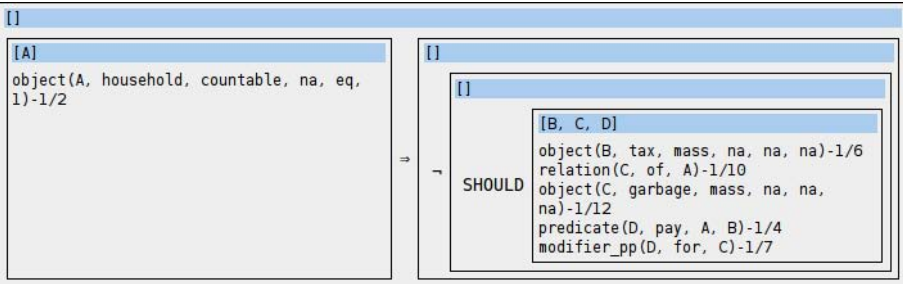 []
[A]
object(A, household, countable, na, eq,
1)-1/2
⇒
[]
¬
[]
SHOULD
[B, C, D]
object(B, tax, mass, na, na, na)-1/6
relation(C, of, A)-1/10
object(C, garbage, mass, na, na,
na)-1/12
predicate(D, pay, A, B)-1/4
modifier_pp(D, for, C)-1/7